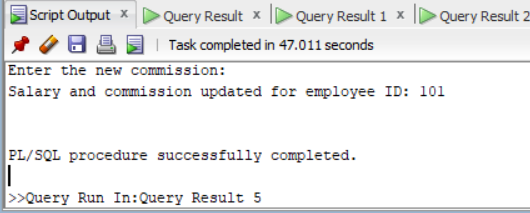 Script Output x Query Result x Query Result 1 x Query Result 2
Task completed in 47.011 seconds
Enter the new commission:
Salary and commission updated for employee ID: 101
PL/SQL procedure successfully completed.
>>Query Run In:Query Result 5